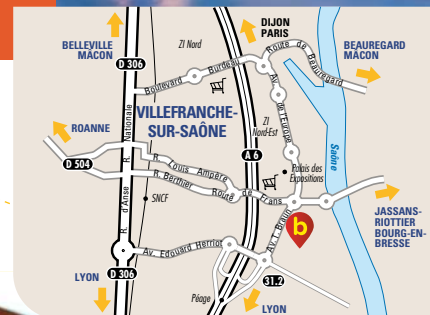 DIJON
PARIS
ZI Nord
BELLEVILLE
MÂCON
Route de Beauregard
BEAUREGARD
MÂCON
D 306
Boulevard Burdeau
VILLEFRANCHE-
SUR-SAÔNE
R. Nationale
Av. de l'Europe
ZI
Nord-Est
Saône
ROANNE
A 6
D 504
R. Louis Ampère
Palais des
Expositions
R. Berthier
Route de Frans
R. d'Anse
SNCF
JASSANS-
RIOTTIER
BOURG-EN-
BRESSE
b
Av. Edouard Herriot
Av. T. Braun
LYON
D 306
31.2
Péage
LYON